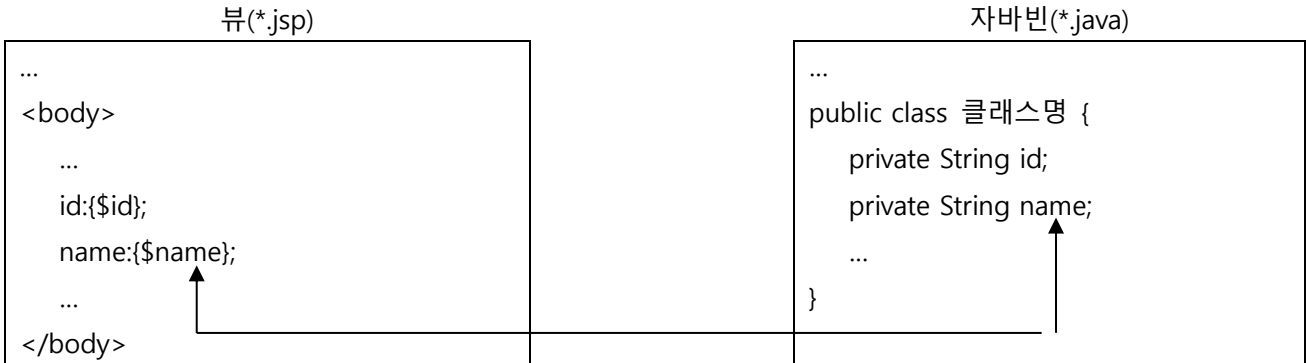 뷰(*.jsp)
...
<body>
...
id:{$id};
name:{$name};
...
</body>
자바빈(*.java)
...
public class 클래스명 {
private String id;
private String name;
...
}